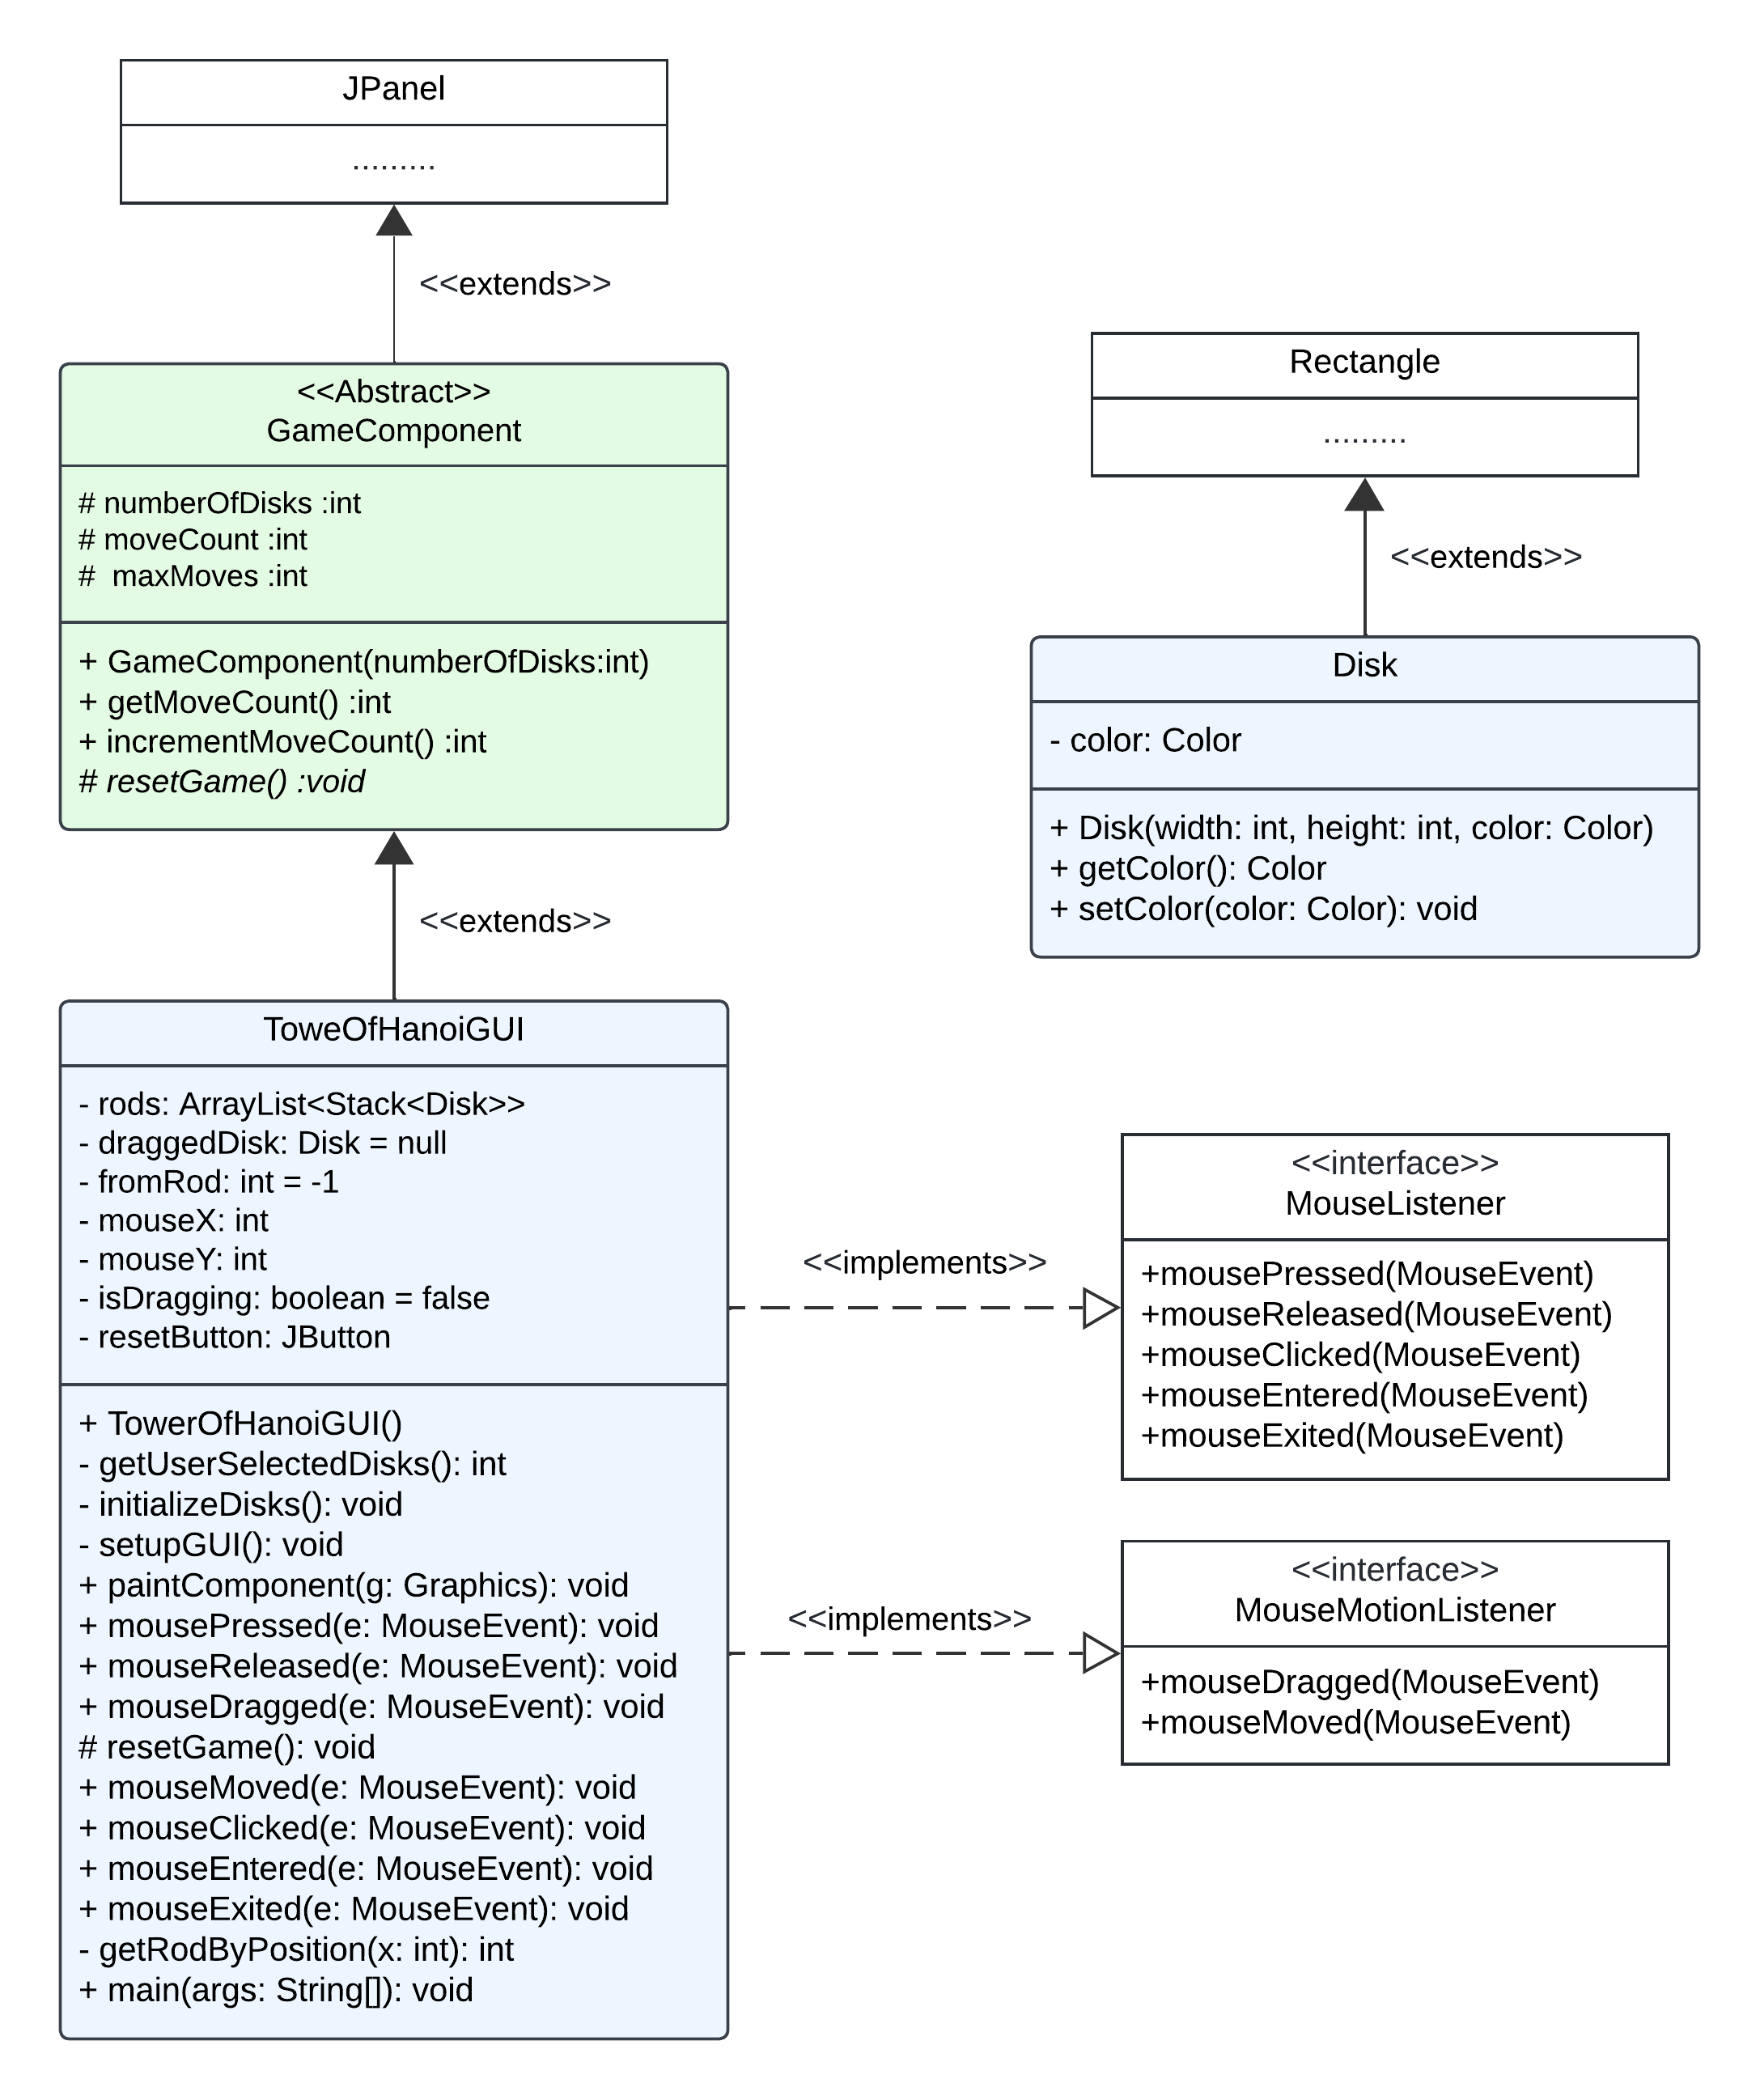 JPanel
.........
<<extends>>
<<Abstract>>
GameComponent
# numberOfDisks :int
# moveCount :int
#  maxMoves :int
+ GameComponent(numberOfDisks:int)
+ getMoveCount() :int
+ incrementMoveCount() :int
# resetGame() :void
<<extends>>
ToweOfHanoiGUI
- rods: ArrayList<Stack<Disk>>
- draggedDisk: Disk = null
- fromRod: int = -1
- mouseX: int
- mouseY: int
- isDragging: boolean = false
- resetButton: JButton
+ TowerOfHanoiGUI()
- getUserSelectedDisks(): int
- initializeDisks(): void
- setupGUI(): void
+ paintComponent(g: Graphics): void
+ mousePressed(e: MouseEvent): void
+ mouseReleased(e: MouseEvent): void
+ mouseDragged(e: MouseEvent): void
# resetGame(): void
+ mouseMoved(e: MouseEvent): void
+ mouseClicked(e: MouseEvent): void
+ mouseEntered(e: MouseEvent): void
+ mouseExited(e: MouseEvent): void
- getRodByPosition(x: int): int
+ main(args: String[]): void
Rectangle
.........
<<extends>>
Disk
- color: Color
+ Disk(width: int, height: int, color: Color)
+ getColor(): Color
+ setColor(color: Color): void
<<implements>>
<<interface>>
MouseListener
+mousePressed(MouseEvent)
+mouseReleased(MouseEvent)
+mouseClicked(MouseEvent)
+mouseEntered(MouseEvent)
+mouseExited(MouseEvent)
<<implements>>
<<interface>>
MouseMotionListener
+mouseDragged(MouseEvent)
+mouseMoved(MouseEvent)